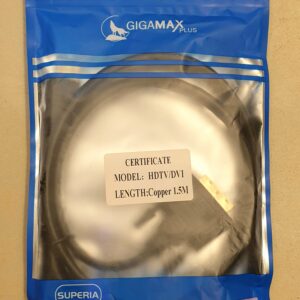 GIGAMAX
PLUS
CERTIFICATE
MODEL: HDTV/DVI
LENGTH:Copper 1.5M
SUPERIA